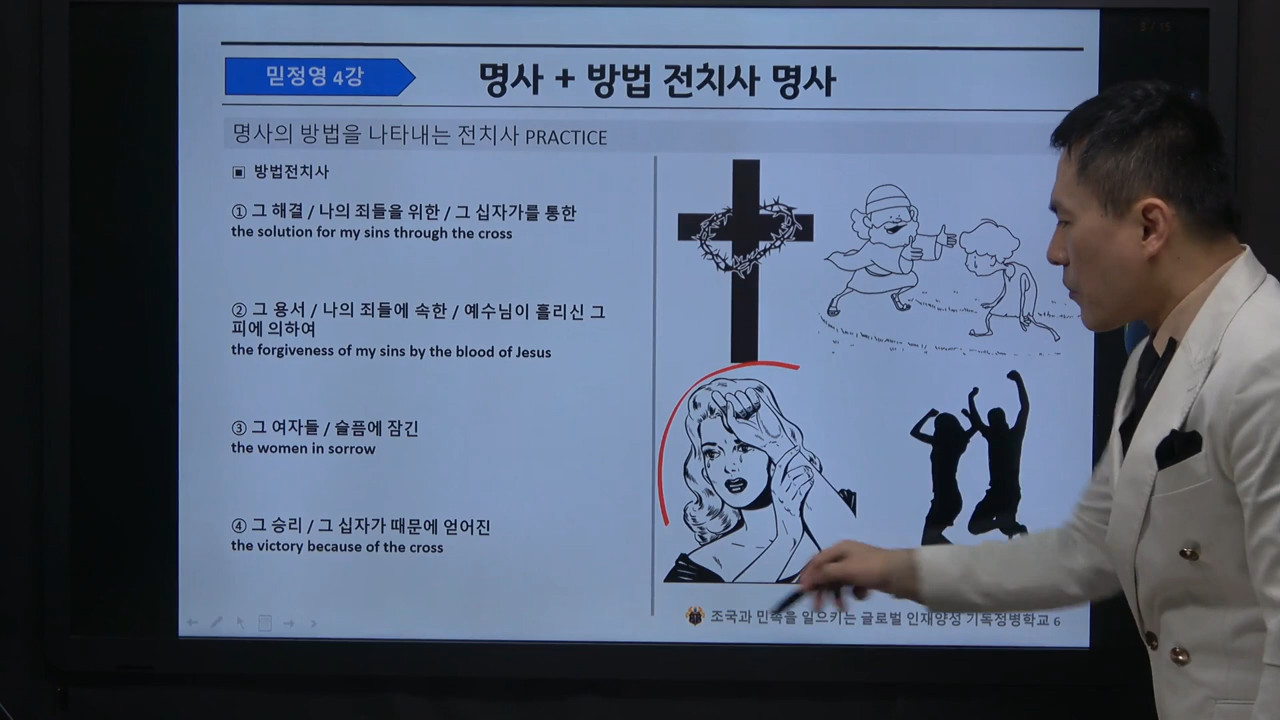 믿정영 4강
명사 + 방법 전치사 명사
명사의 방법을 나타내는 전치사 PRACTICE
▣ 방법전치사
① 그 해결 / 나의 죄들을 위한 / 그 십자가를 통한
the solution for my sins through the cross
② 그 용서 / 나의 죄들에 속한 / 예수님이 흘리신 그
피에 의하여
the forgiveness of my sins by the blood of Jesus
③ 그 여자들 / 슬픔에 잠긴
the women in sorrow
④ 그 승리 / 그 십자가 때문에 얻어진
the victory because of the cross
조국과 민족을 일으키는 글로벌 인재양성 기독정병학교 6